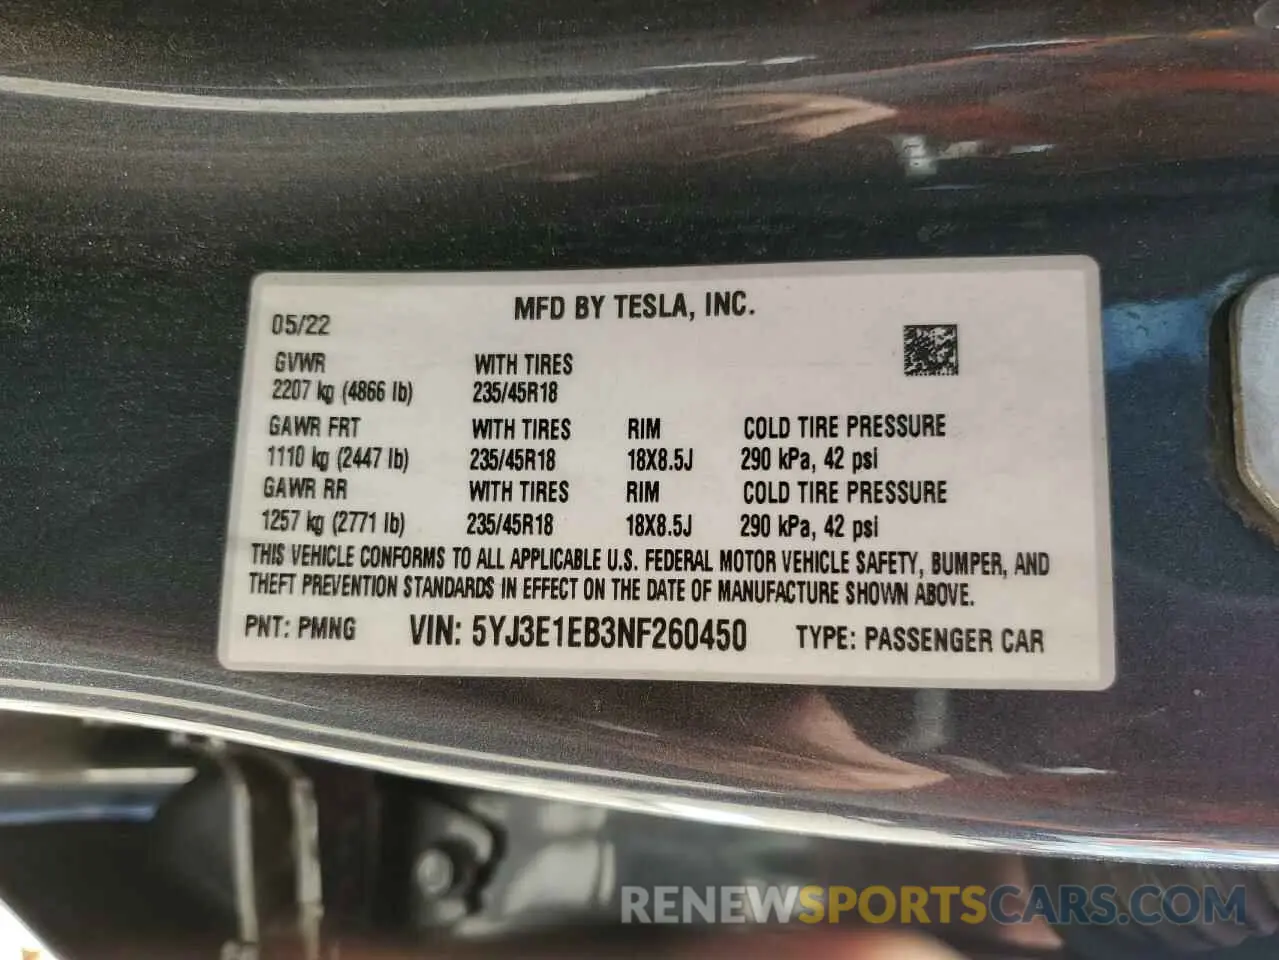 MFD BY TESLA, INC.
05/22
GVWR WITH TIRES
2207 kg (4866 lb) 235/45R18
GAWR FRT WITH TIRES RIM COLD TIRE PRESSURE
1110 kg (2447 lb) 235/45R18 18X8.5J 290 kPa, 42 psi
GAWR RR WITH TIRES RIM COLD TIRE PRESSURE
1257 kg (2771 lb) 235/45R18 18X8.5J 290 kPa, 42 psi
THIS VEHICLE CONFORMS TO ALL APPLICABLE U.S. FEDERAL MOTOR VEHICLE SAFETY, BUMPER, AND
THEFT PREVENTION STANDARDS IN EFFECT ON THE DATE OF MANUFACTURE SHOWN ABOVE.
PNT: PMNG VIN: 5YJ3E1EB3NF260450 TYPE: PASSENGER CAR
RENEWSPORTSCARS.COM